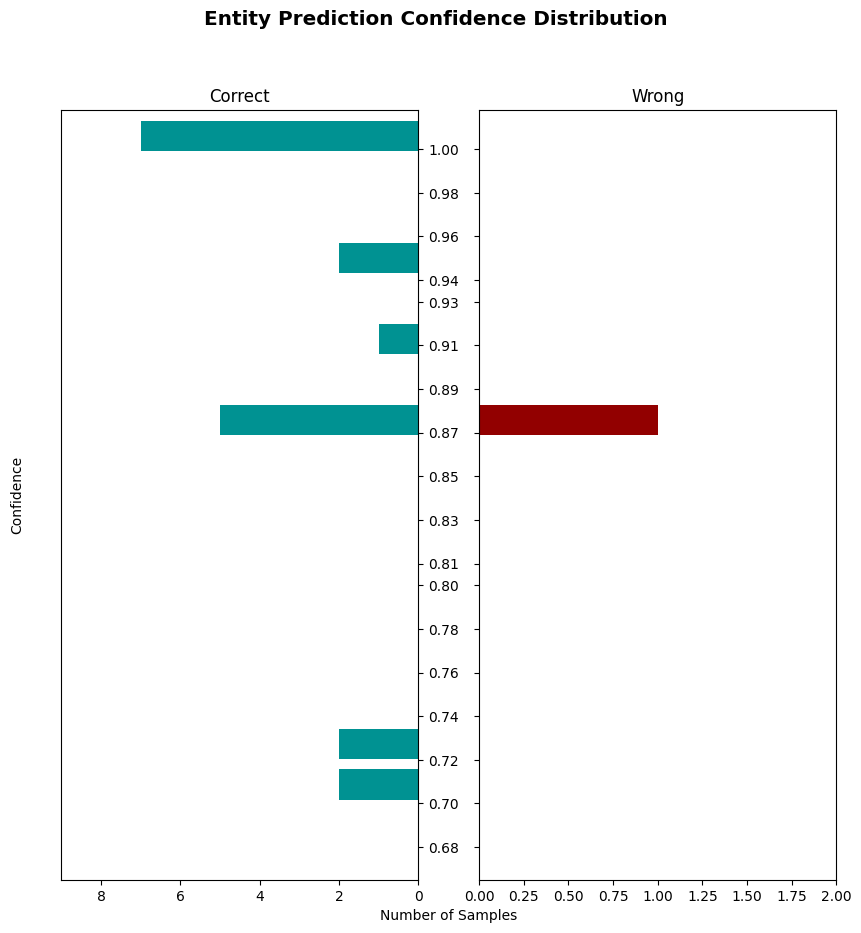 Entity Prediction Confidence Distribution
Correct
Wrong
1.00
0.98
0.96
0.94
0.93
0.91
0.89
0.87
0.85
0.83
0.81
0.80
0.78
0.76
0.74
0.72
0.70
0.68
Confidence
8 6 4 2 0
0.00 0.25 0.50 0.75 1.00 1.25 1.50 1.75 2.00
Number of Samples